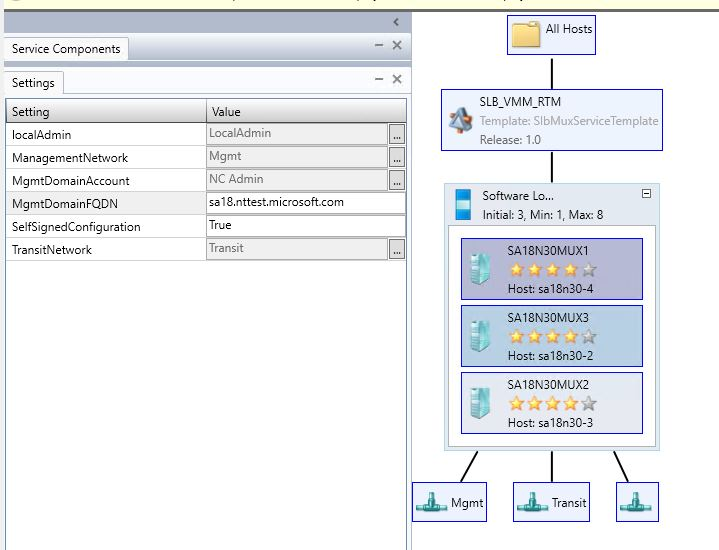 Service Components
Settings
Setting Value
localAdmin LocalAdmin ...
ManagementNetwork Mgmt ...
MgmtDomainAccount NC Admin ...
MgmtDomainFQDN sa18.nttest.microsoft.com
SelfSignedConfiguration True
TransitNetwork Transit ...
All Hosts
SLB_VMM_RTM
Template: SlbMuxServiceTemplate
Release: 1.0
Software Lo...
Initial: 3, Min: 1, Max: 8
SA18N30MUX1
Host: sa18n30-4
SA18N30MUX3
Host: sa18n30-2
SA18N30MUX2
Host: sa18n30-3
Mgmt
Transit